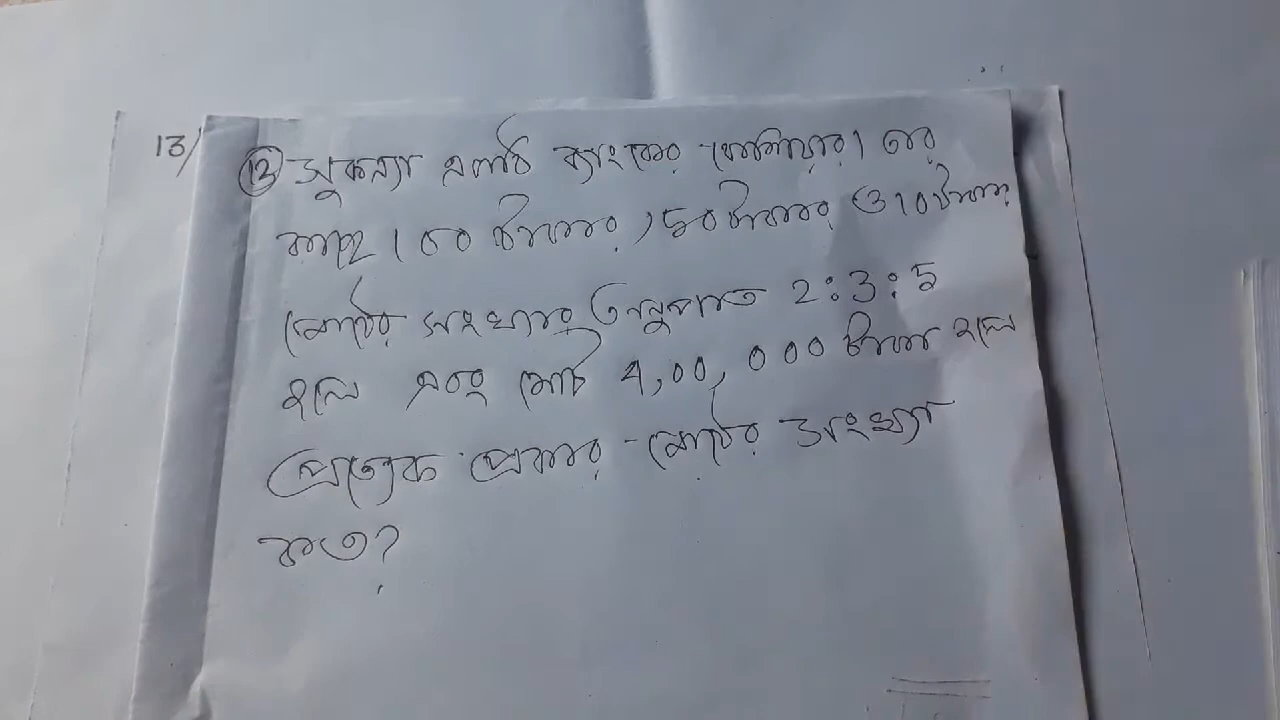 13/
(12) সুকন্যা একটি ব্যাংকের কেশিয়ার। তার
কাছে 100 টাকার, 50 টাকার ও 10 টাকার
নোটের সংখ্যার অনুপাত 2:3:5
হলে এবং মোট 4,00,000 টাকা হলে
প্রত্যেক প্রকার নোটের সংখ্যা
কত?